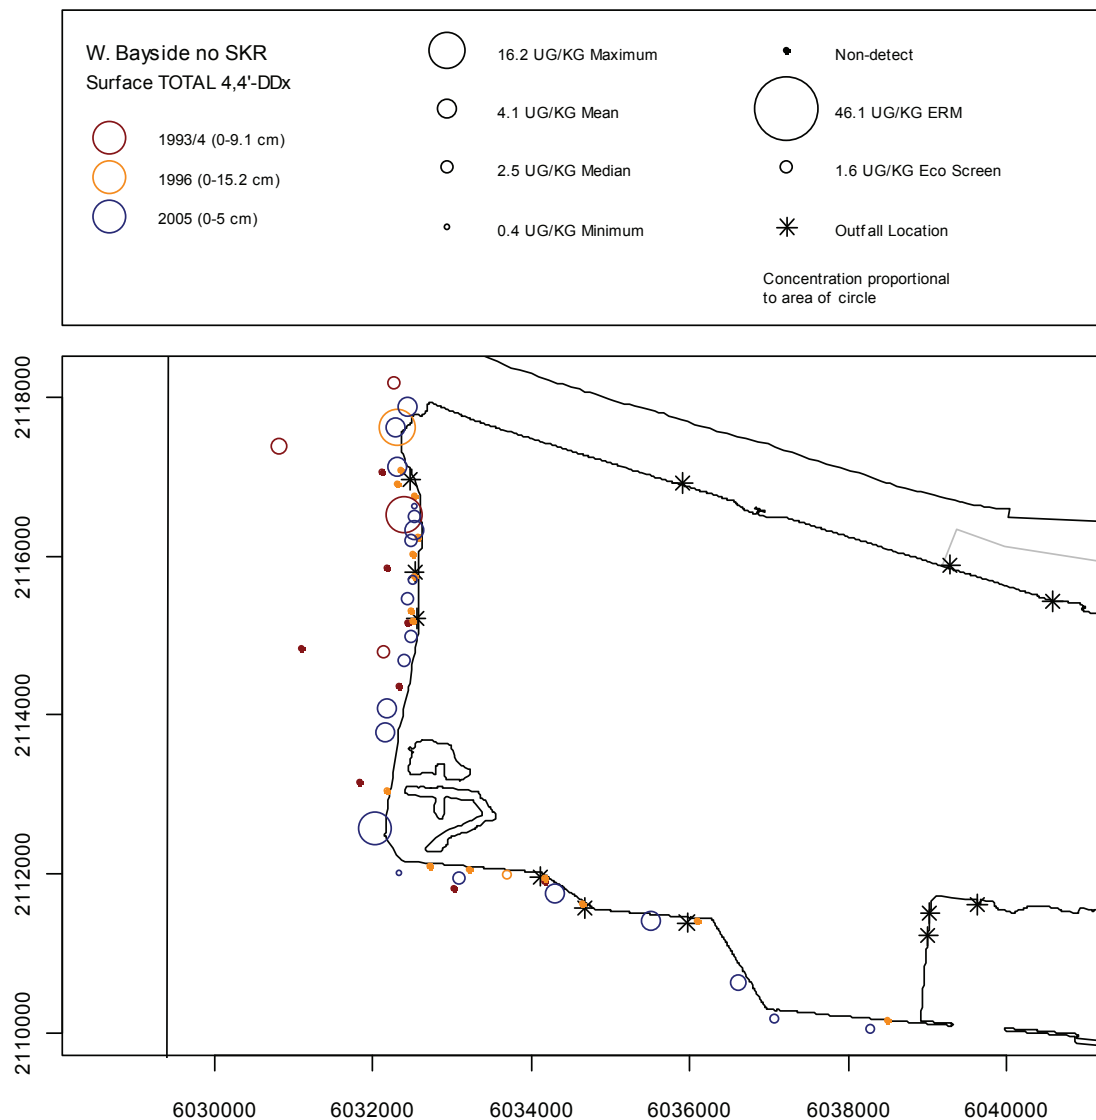 W. Bayside no SKR
Surface TOTAL 4,4'-DDx
1993/4 (0-9.1 cm)
1996 (0-15.2 cm)
2005 (0-5 cm)
16.2 UG/KG Maximum
4.1 UG/KG Mean
2.5 UG/KG Median
0.4 UG/KG Minimum
Non-detect
46.1 UG/KG ERM
1.6 UG/KG Eco Screen
Outfall Location
Concentration proportional
to area of circle
2118000
2116000
2114000
2112000
2110000
6030000 6032000 6034000 6036000 6038000 6040000